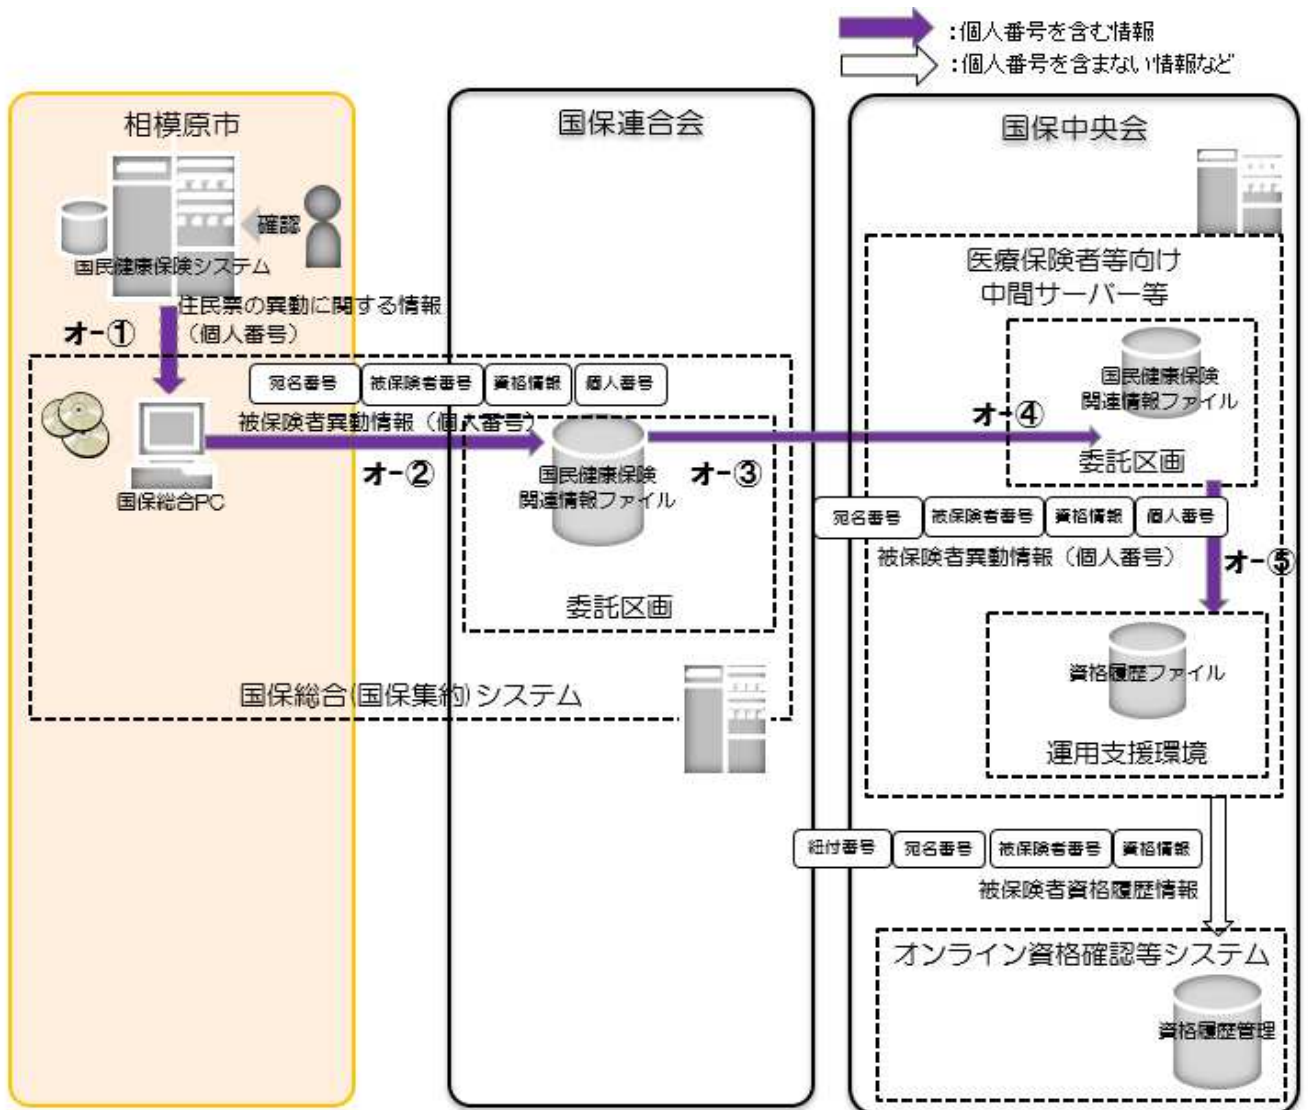 :個人番号を含む情報
:個人番号を含まない情報など
相模原市
国保連合会
国保中央会
確認
国民健康保険システム
住民票の異動に関する情報
（個人番号）
オ-①
医療保険者等向け
中間サーバー等
宛名番号 被保険者番号 資格情報 個人番号
被保険者異動情報（個人番号）
オ-②
国保総合PC
国民健康保険
関連情報ファイル
オ-③
委託区画
国保総合(国保集約)システム
オ-④
国民健康保険
関連情報ファイル
委託区画
宛名番号 被保険者番号 資格情報 個人番号
被保険者異動情報（個人番号）
オ-⑤
資格履歴ファイル
運用支援環境
紐付番号 宛名番号 被保険者番号 資格情報
被保険者資格履歴情報
オンライン資格確認等システム
資格履歴管理